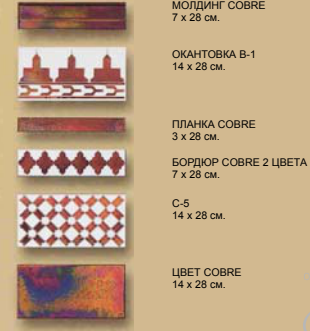 МОЛДИНГ COBRE
7 x 28 см.
ОКАНТОВКА В-1
14 x 28 см.
ПЛАНКА COBRE
3 x 28 см.
БОРДЮР COBRE 2 ЦВЕТА
7 x 28 см.
С-5
14 x 28 см.
ЦВЕТ COBRE
14 x 28 см.